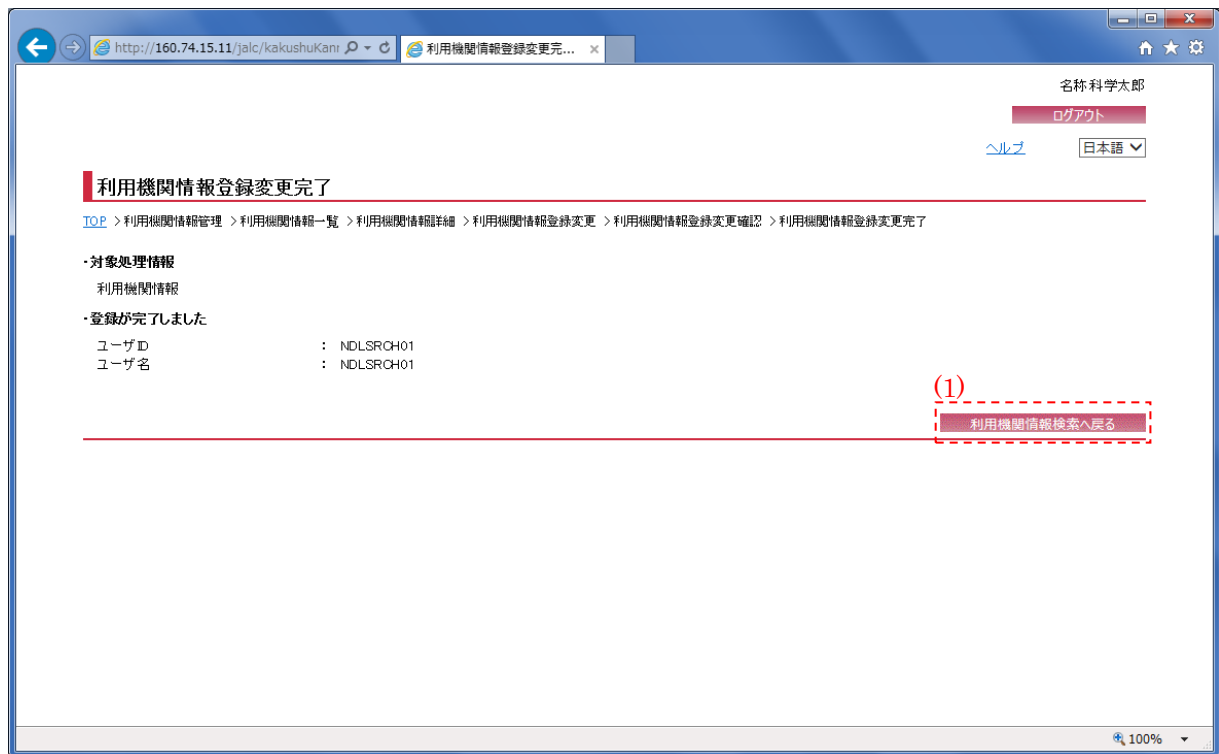 http://160.74.15.11/jalc/kakushuKanr
利用機関情報登録変更完...
名称 科学太郎
ログアウト
ヘルプ 日本語
利用機関情報登録変更完了
TOP >利用機関情報管理 >利用機関情報一覧 >利用機関情報詳細 >利用機関情報登録変更 >利用機関情報登録変更確認 >利用機関情報登録変更完了
・対象処理情報
利用機関情報
・登録が完了しました
ユーザID : NDLSRCH01
ユーザ名 : NDLSRCH01
(1)
利用機関情報検索へ戻る
100%